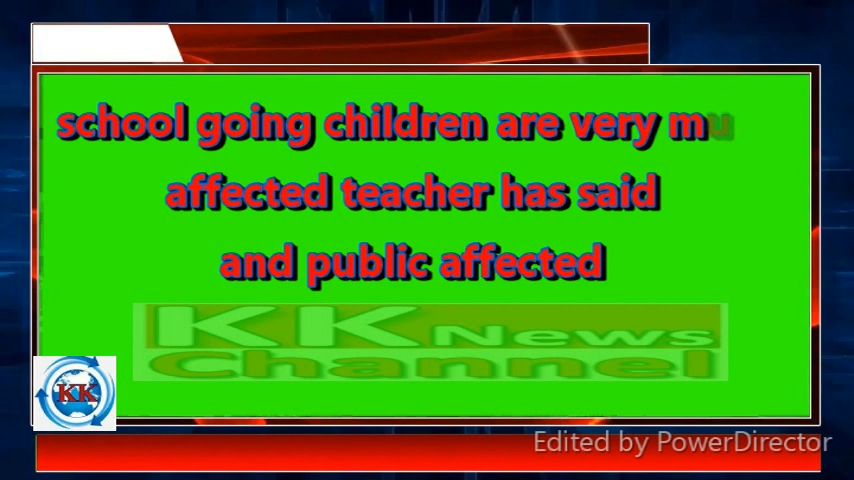 school going children are very mu
affected teacher has said
and public affected
KK News
Channel
KK
Edited by PowerDirector